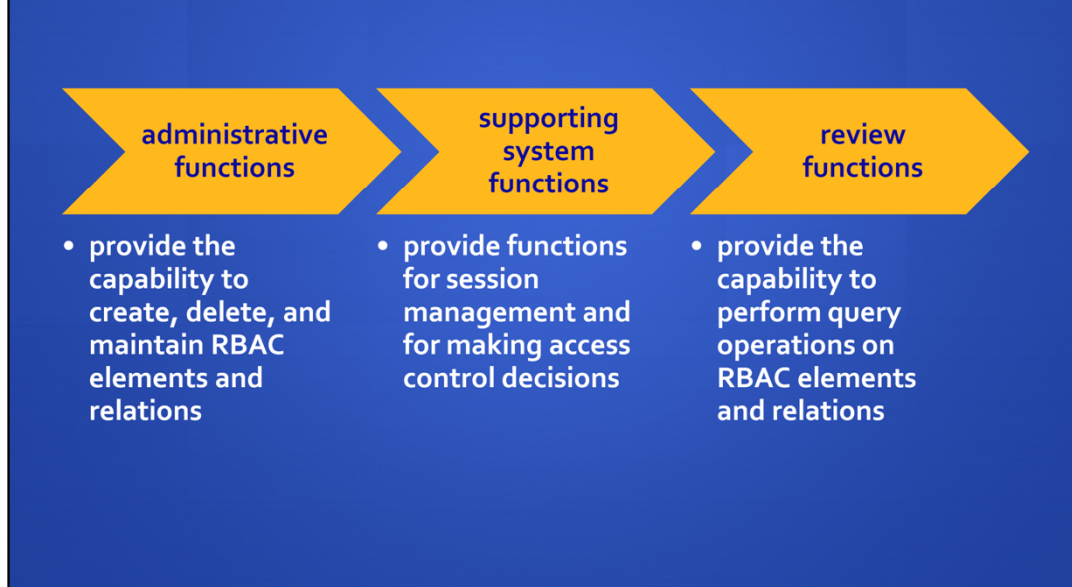 administrative
functions
supporting
system
functions
review
functions
• provide the
capability to
create, delete, and
maintain RBAC
elements and
relations
• provide functions
for session
management and
for making access
control decisions
• provide the
capability to
perform query
operations on
RBAC elements
and relations